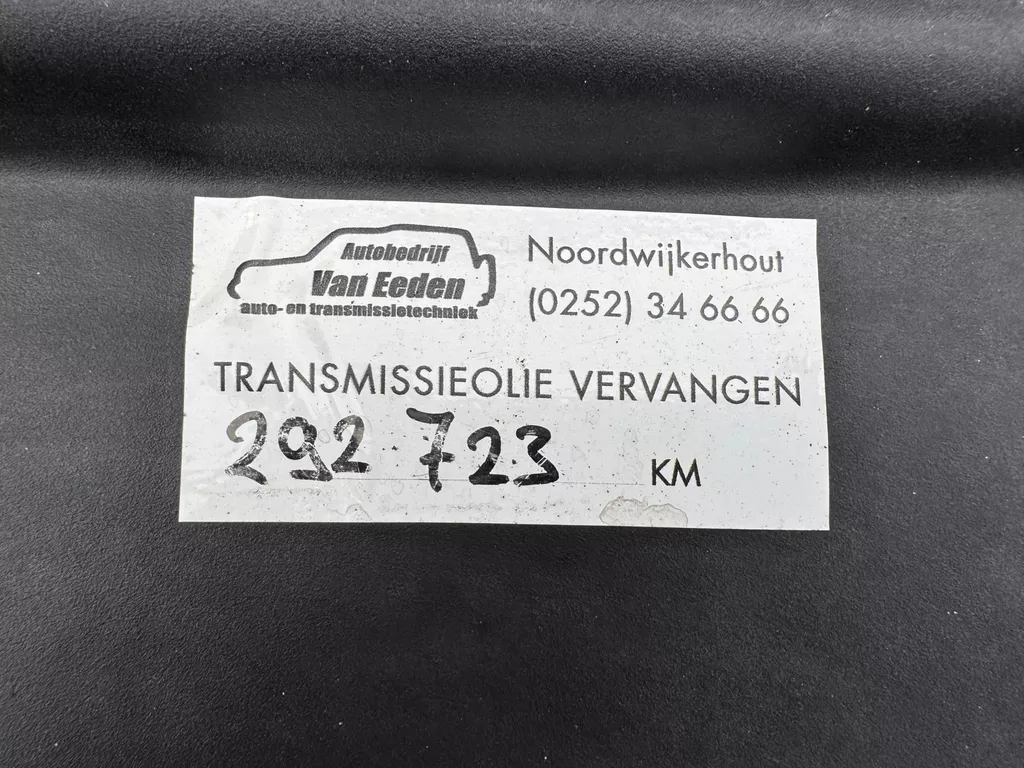 Autobedrijf
Van Eeden
auto- en transmissietechniek
Noordwijkerhout
(0252) 34 66 66
TRANSMISSIEOLIE VERVANGEN
292.723 KM